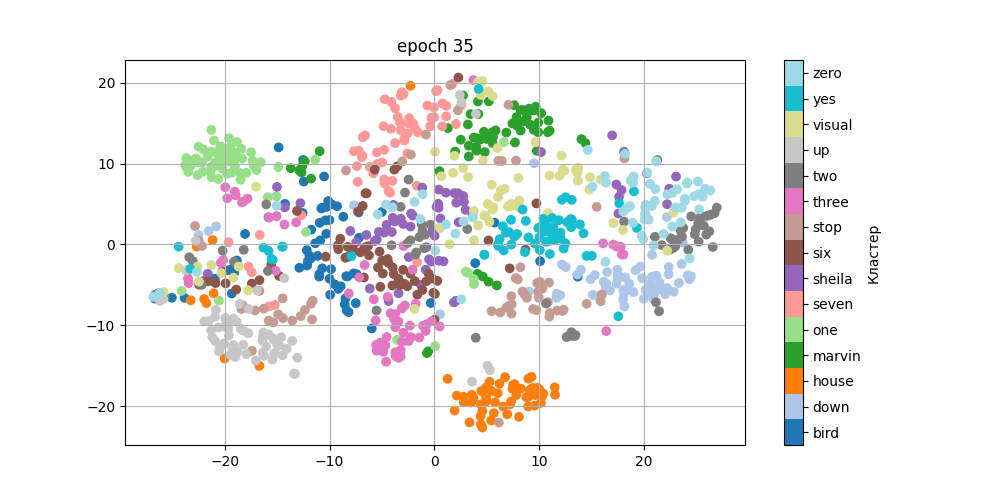 epoch 35
20
10
0
−10
−20
−20
−10
0
10
20
zero
yes
visual
up
two
three
stop
six
sheila
seven
one
marvin
house
down
bird
Кластер